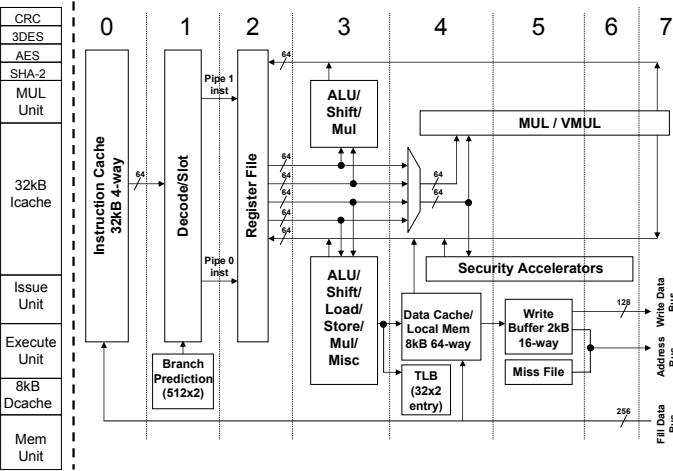 CRC
3DES
AES
SHA-2
MUL
Unit
32kB
Icache
Issue
Unit
Execute
Unit
8kB
Dcache
Mem
Unit
0
1
2
3
4
5
6
7
Instruction Cache
32kB 4-way
64
Decode/Slot
Branch
Prediction
(512x2)
Pipe 1
inst
Pipe 0
inst
Register File
64
64
64
64
64
64
ALU/
Shift/
Mul
ALU/
Shift/
Load/
Store/
Mul/
Misc
64
64
MUL / VMUL
Security Accelerators
Data Cache/
Local Mem
8kB 64-way
TLB
(32x2
entry)
Write
Buffer 2kB
16-way
Miss File
128
256
Write Data
Bus
Address
Bus
Fill Data
Bus